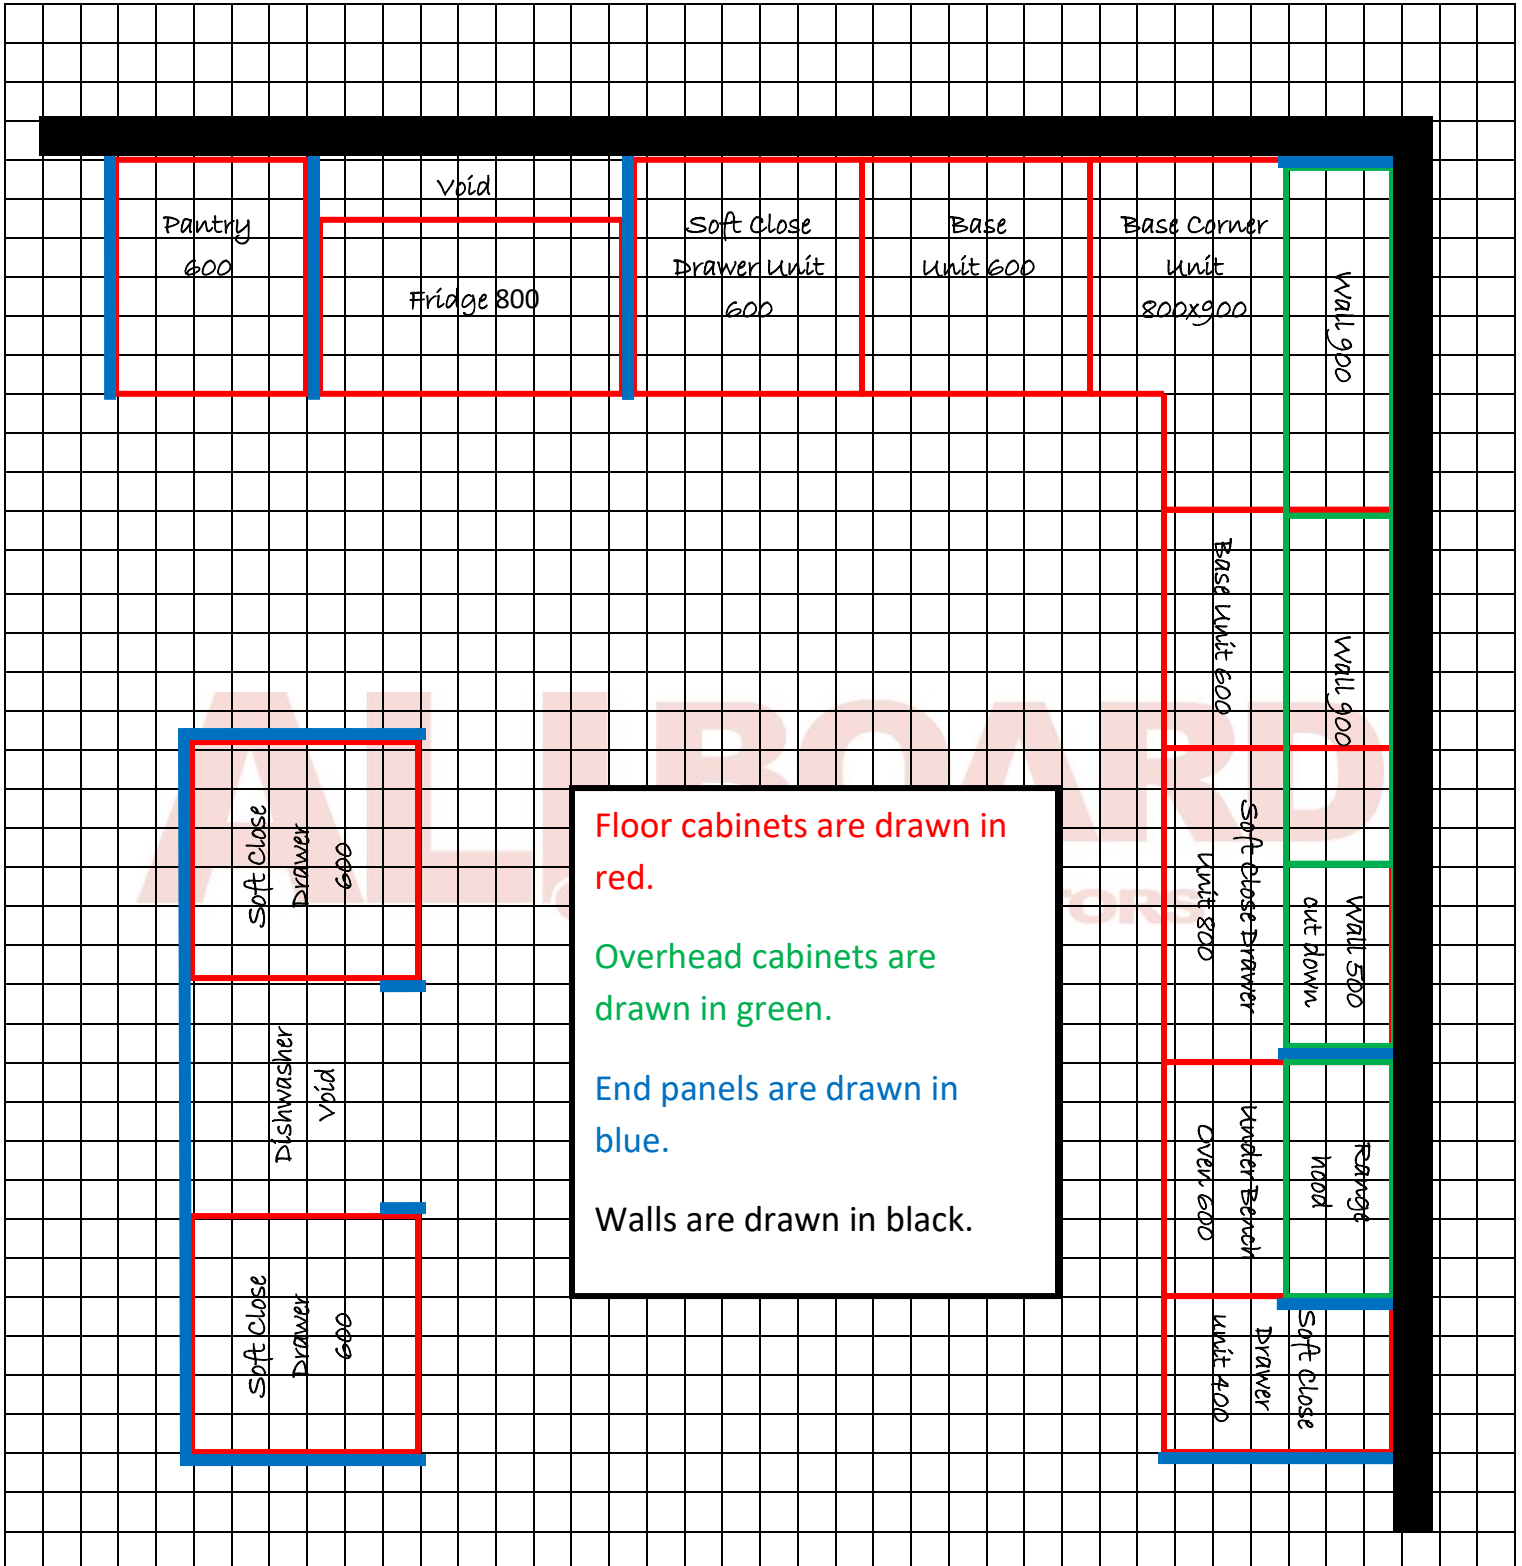 Void
Pantry
600
Fridge 800
Soft Close
Drawer Unit
600
Base
Unit 600
Base Corner
Unit
800x900
Wall 900
Base Unit 600
Wall 900
Soft Close Drawer
Unit 800
Wall 500
cut down
Under Bench
Oven 600
Range
hood
Soft Close
Drawer
unit 400
Soft Close
Drawer
600
Dishwasher
Void
Soft Close
Drawer
600
Floor cabinets are drawn in
red.
Overhead cabinets are
drawn in green.
End panels are drawn in
blue.
Walls are drawn in black.